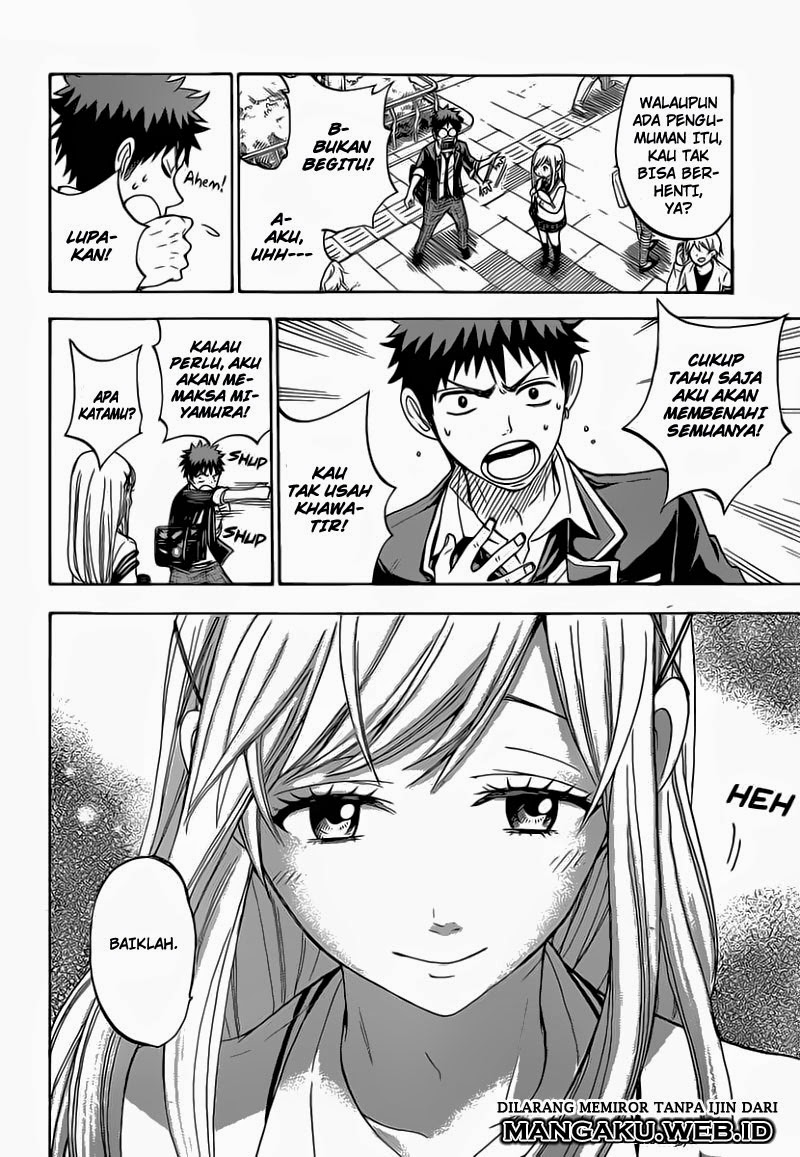 WALAUPUN
ADA PENGU-
MUMAN ITU,
KAU TAK
BISA BER-
HENTI,
YA?
B-
BUKAN
BEGITU!
A-
AKU,
UHH---
Ahem!
LUPA-
KAN!
CUKUP
TAHU SAJA
AKU AKAN
MEMBENAHI
SEMUANYA!
KAU
TAK USAH
KHAWA-
TIR!
KALAU
PERLU, AKU
AKAN ME-
MAKSA MI-
YAMURA!
SHUP
SHUP
APA
KATAMU?
HEH
BAIKLAH.
DILARANG MEMIROR TANPA IJIN DARI
MANGAKU.WEB.ID